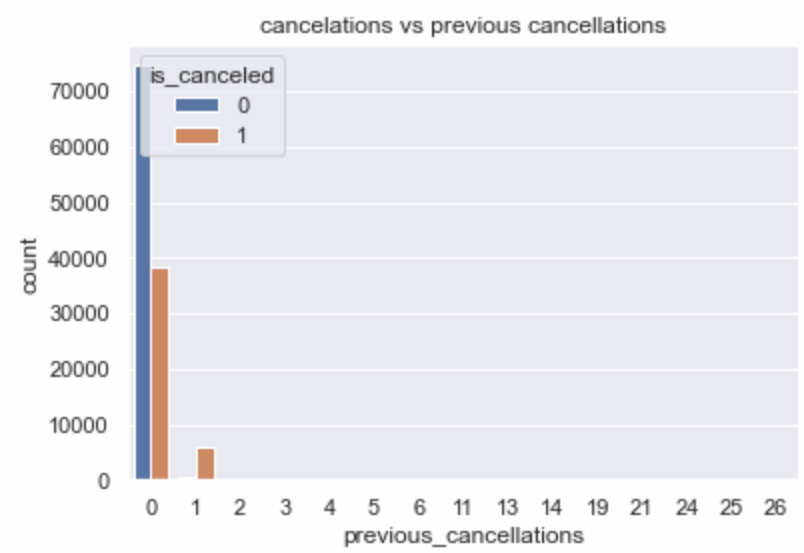 cancelations vs previous cancellations
is_canceled
0
1
70000
60000
50000
40000
30000
20000
10000
0
count
0 1 2 3 4 5 6 11 13 14 19 21 24 25 26
previous_cancellations